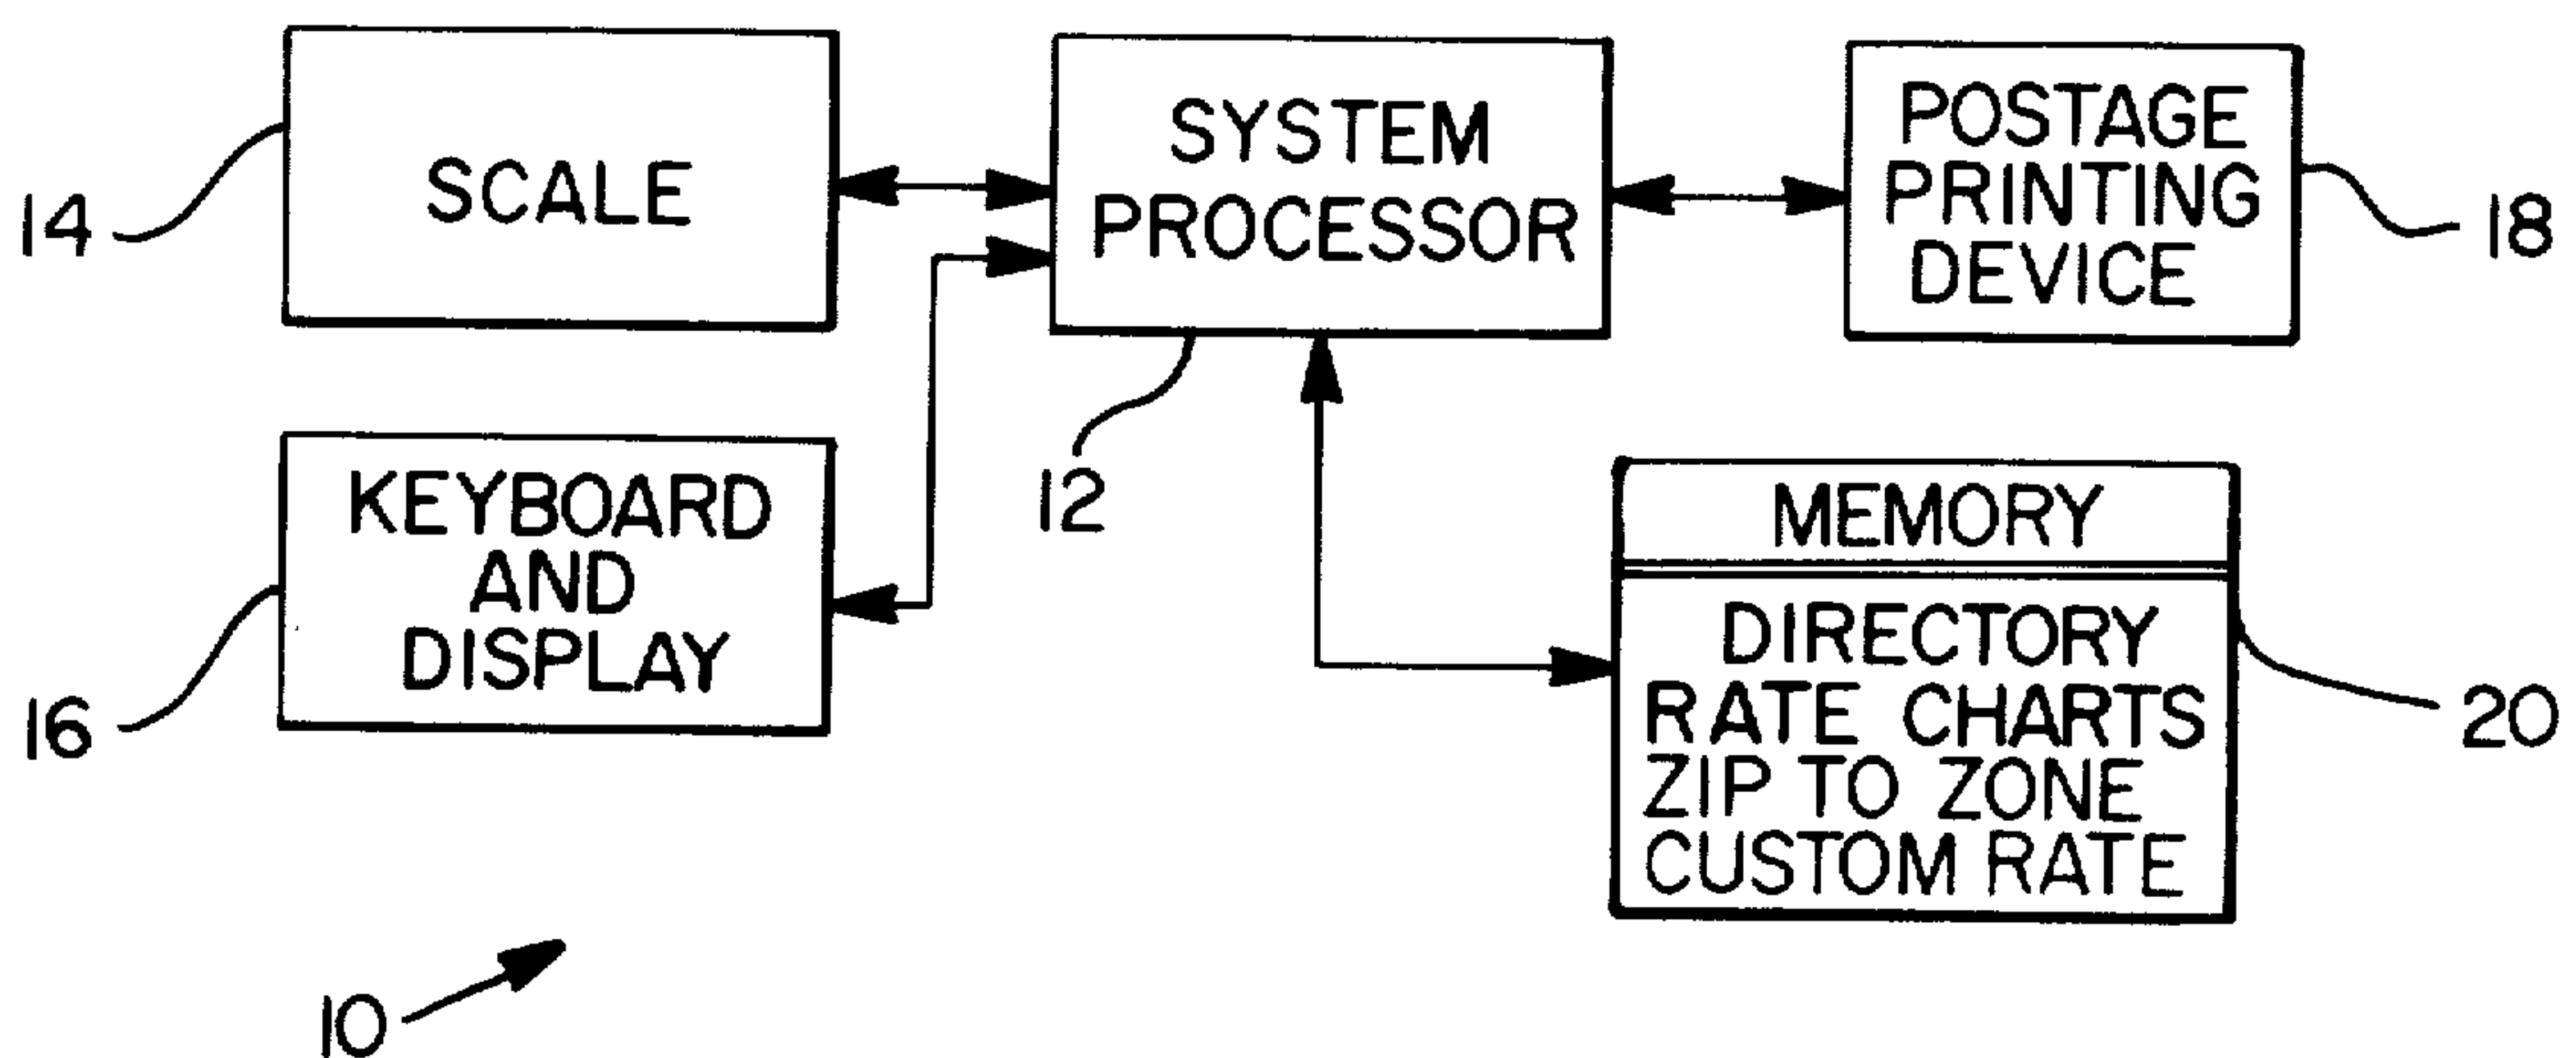 SCALE
14
SYSTEM
PROCESSOR
12
POSTAGE
PRINTING
DEVICE
18
KEYBOARD
AND
DISPLAY
16
MEMORY
DIRECTORY
RATE CHARTS
ZIP TO ZONE
CUSTOM RATE
20
10